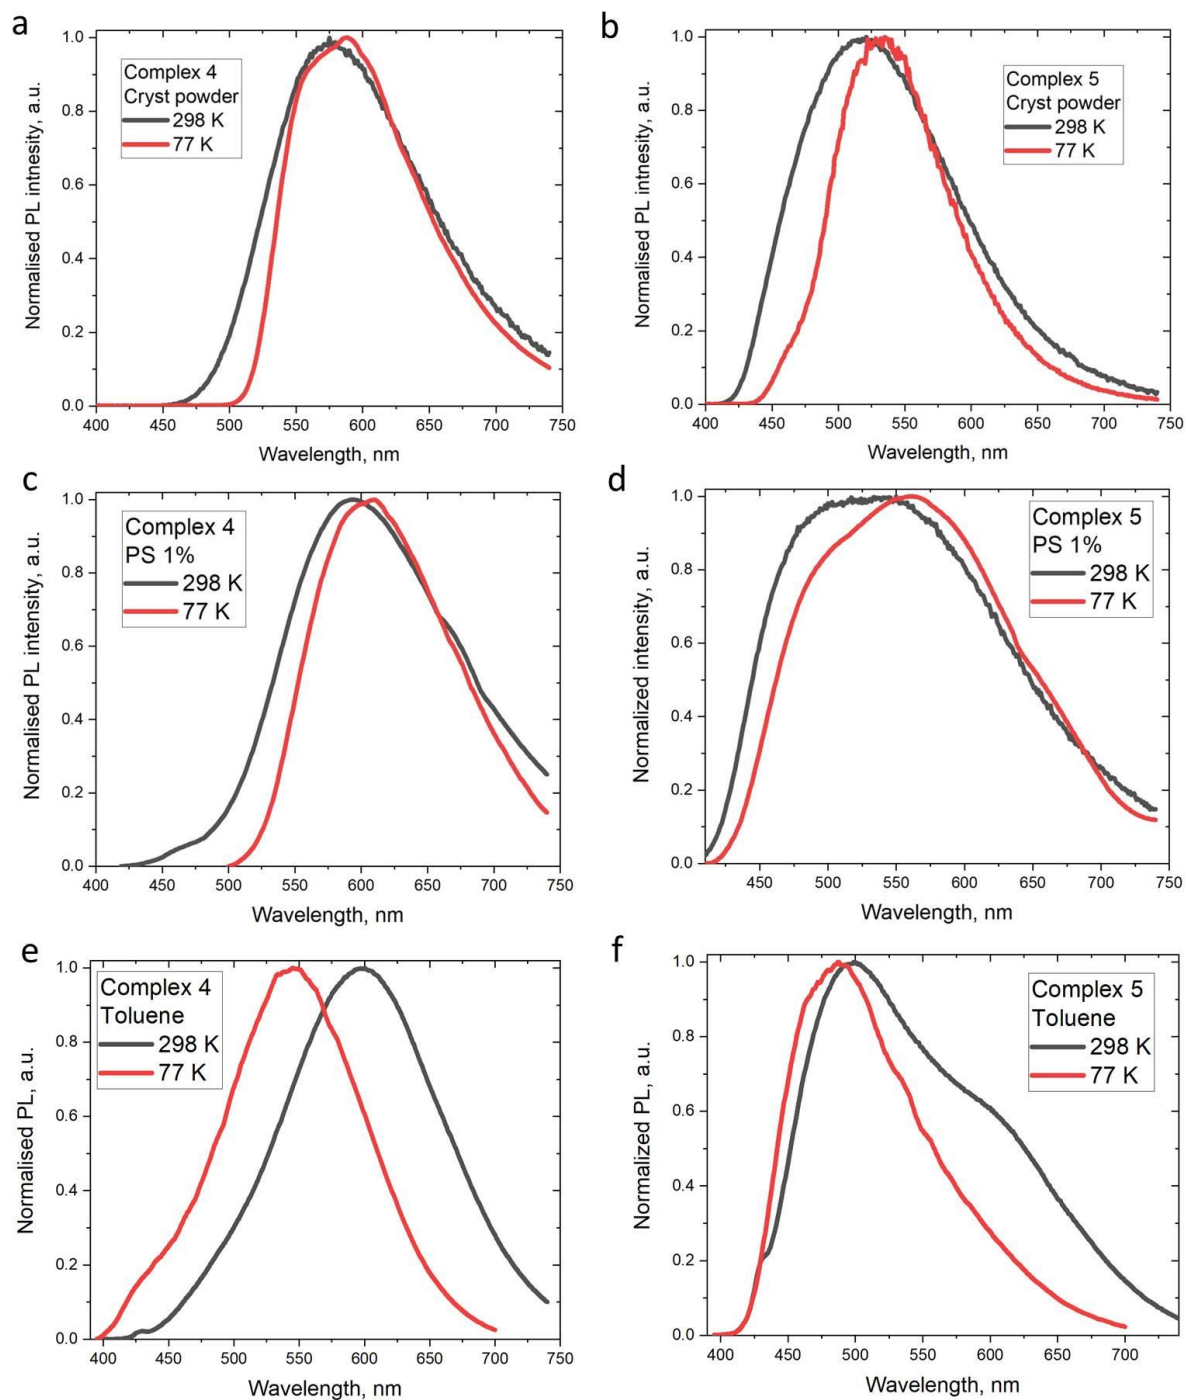 a
Normalised PL intnesity, a.u.
1.0
0.8
0.6
0.4
0.2
0.0
Complex 4
Cryst powder
298 K
77 K
400 450 500 550 600 650 700 750
Wavelength, nm
b
Normalised PL intensity, a.u.
1.0
0.8
0.6
0.4
0.2
0.0
Complex 5
Cryst powder
298 K
77 K
400 450 500 550 600 650 700 750
Wavelength, nm
c
Normalised PL intensity, a.u.
1.0
0.8
0.6
0.4
0.2
0.0
Complex 4
PS 1%
298 K
77 K
400 450 500 550 600 650 700 750
Wavelength, nm
d
Normalized intensity, a.u.
1.0
0.8
0.6
0.4
0.2
0.0
Complex 5
PS 1%
298 K
77 K
450 500 550 600 650 700 750
Wavelength, nm
e
Normalised PL, a.u.
1.0
0.8
0.6
0.4
0.2
0.0
Complex 4
Toluene
298 K
77 K
400 450 500 550 600 650 700 750
Wavelength, nm
f
Normalized PL, a.u.
1.0
0.8
0.6
0.4
0.2
0.0
Complex 5
Toluene
298 K
77 K
400 450 500 550 600 650 700
Wavelength, nm